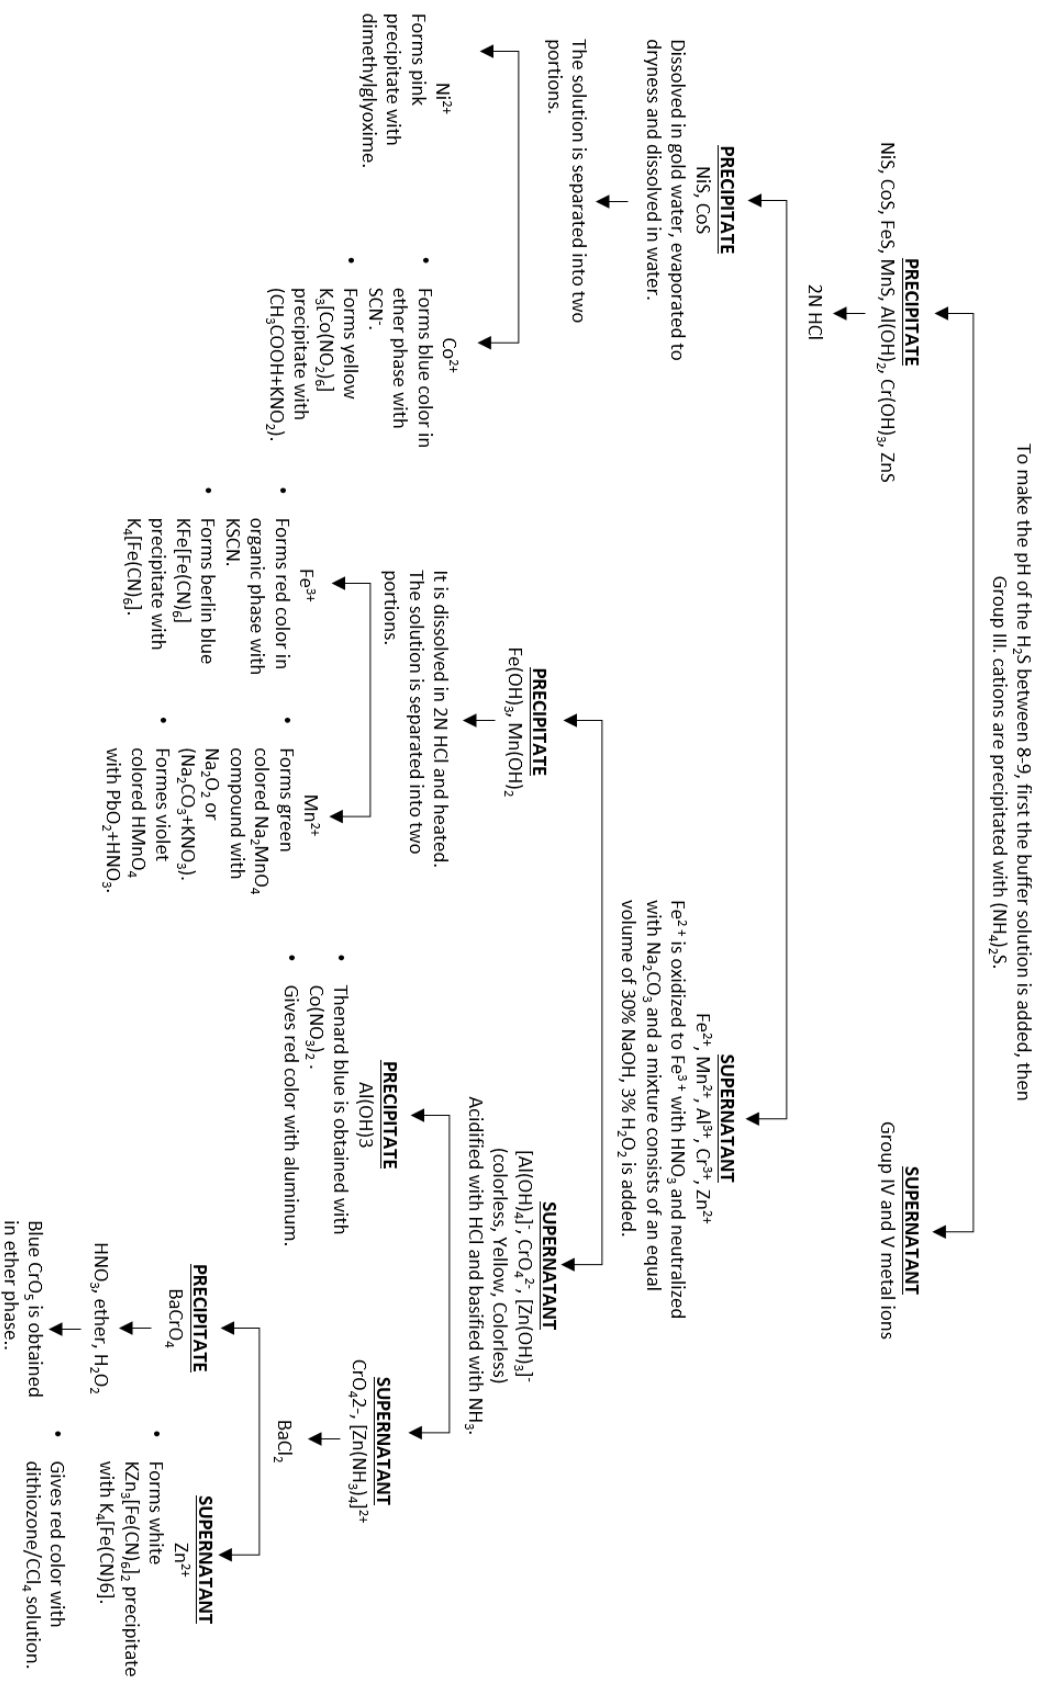 To make the pH of the H₂S between 8-9, first the buffer solution is added, then
Group III. cations are precipitated with (NH₄)₂S.
PRECIPITATE
NiS, CoS, FeS, MnS, Al(OH)₂, Cr(OH)₃, ZnS
SUPERNATANT
Group IV and V metal ions
2N HCl
PRECIPITATE
NiS, CoS
Dissolved in gold water, evaporated to
dryness and dissolved in water.
The solution is separated into two
portions.
Ni²⁺
Forms pink
precipitate with
dimethylglyoxime.
Co²⁺
• Forms blue color in
ether phase with
SCN⁻.
• Forms yellow
K₃[Co(NO₂)₆]
precipitate with
(CH₃COOH+KNO₂).
SUPERNATANT
Fe²⁺, Mn²⁺, Al³⁺, Cr³⁺, Zn²⁺
Fe²⁺ is oxidized to Fe³⁺ with HNO₃ and neutralized
with Na₂CO₃ and a mixture consists of an equal
volume of 30% NaOH, 3% H₂O₂ is added.
PRECIPITATE
Fe(OH)₃, Mn(OH)₂
It is dissolved in 2N HCl and heated.
The solution is separated into two
portions.
Fe³⁺
• Forms red color in
organic phase with
KSCN.
• Forms berlin blue
KFe[Fe(CN)₆]
precipitate with
K₄[Fe(CN)₆].
Mn²⁺
• Forms green
colored Na₂MnO₄
compound with
Na₂O₂ or
(Na₂CO₃+KNO₃).
• Formes violet
colored HMnO₄
with PbO₂+HNO₃.
SUPERNATANT
[Al(OH)₄]⁻, CrO₄²⁻, [Zn(OH)₃]⁻
(colorless, Yellow, Colorless)
Acidified with HCl and basified with NH₃.
PRECIPITATE
Al(OH)3
• Thenard blue is obtained with
Co(NO₃)₂ .
• Gives red color with aluminum.
SUPERNATANT
CrO₄2-, [Zn(NH₃)₄]²⁺
BaCl₂
PRECIPITATE
BaCrO₄
HNO₃, ether, H₂O₂
Blue CrO₅ is obtained
in ether phase..
SUPERNATANT
Zn²⁺
• Forms white
KZn₃[Fe(CN)₆]₂ precipitate
with K₄[Fe(CN)6].
• Gives red color with
dithiozone/CCl₄ solution.